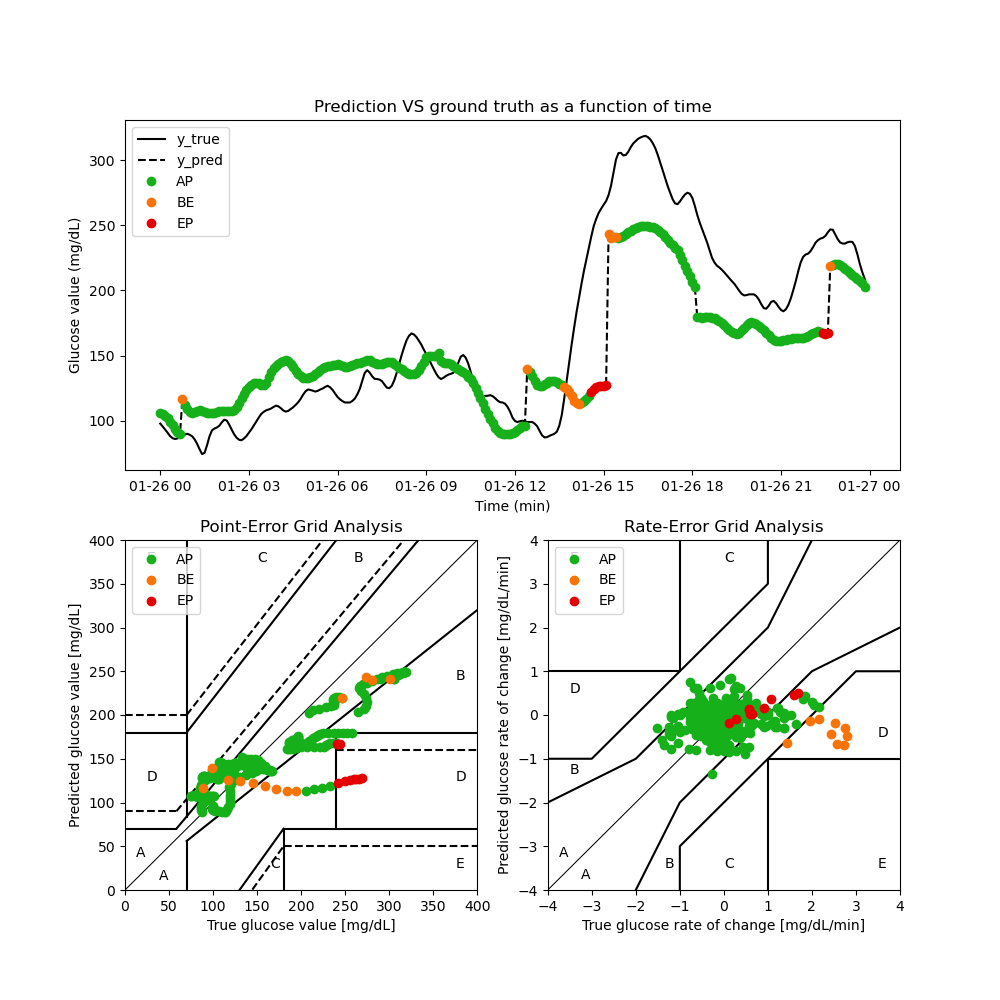 Prediction VS ground truth as a function of time
Glucose value (mg/dL)
300
250
200
150
100
y_true
y_pred
AP
BE
EP
01-26 00 01-26 03 01-26 06 01-26 09 01-26 12 01-26 15 01-26 18 01-26 21 01-27 00
Time (min)
Point-Error Grid Analysis
Predicted glucose value [mg/dL]
400
350
300
250
200
150
100
50
0
AP
BE
EP
C
B
B
D
D
A
A
C
E
0 50 100 150 200 250 300 350 400
True glucose value [mg/dL]
Rate-Error Grid Analysis
Predicted glucose rate of change [mg/dL/min]
4
3
2
1
0
−1
−2
−3
−4
AP
BE
EP
C
D
D
B
A
A
B
C
E
−4 −3 −2 −1 0 1 2 3 4
True glucose rate of change [mg/dL/min]